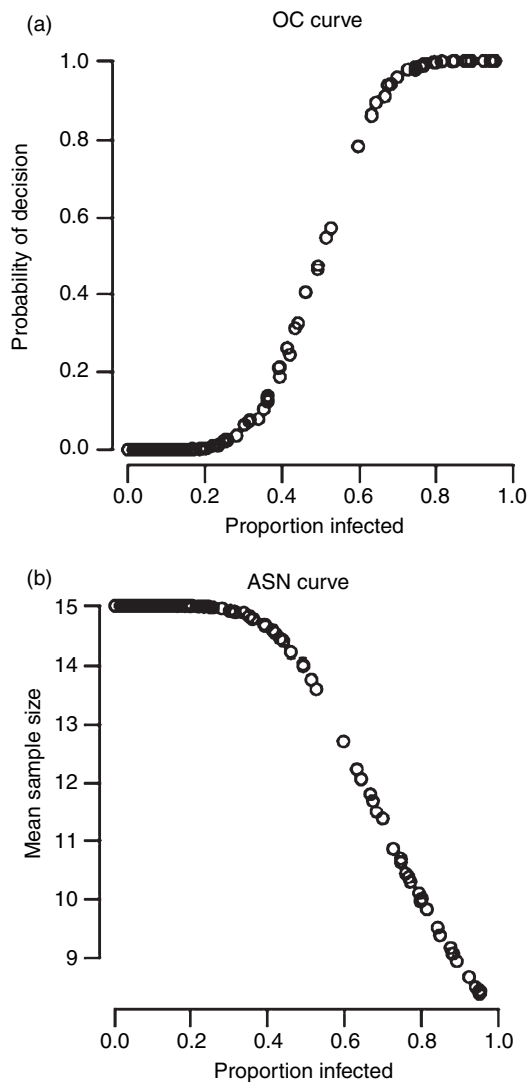 (a)
OC curve
1.0
0.8
0.6
0.4
0.2
0.0
Probability of decision
0.0 0.2 0.4 0.6 0.8 1.0
Proportion infected
(b)
ASN curve
15
14
13
12
11
10
9
Mean sample size
0.0 0.2 0.4 0.6 0.8 1.0
Proportion infected